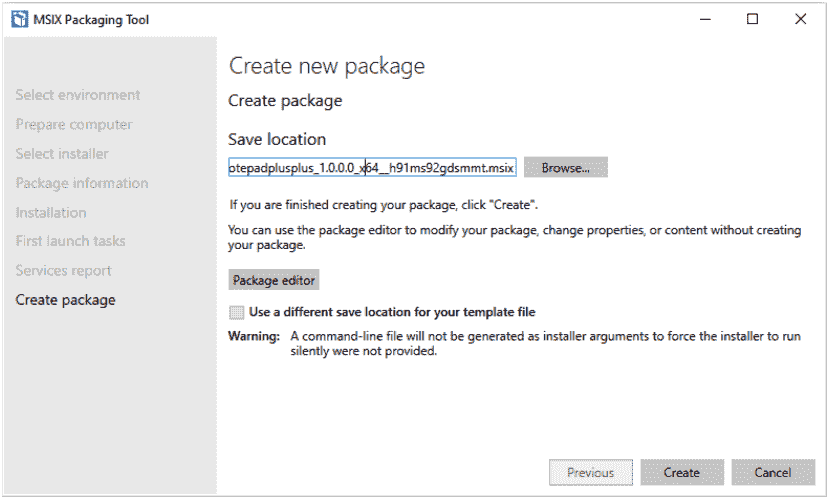 MSIX Packaging Tool
Create new package
Select environment
Prepare computer
Select installer
Package information
Installation
First launch tasks
Services report
Create package
Create package
Save location
otepadplusplus_1.0.0.0_x64__h91ms92gdsmmt.msix
Browse...
If you are finished creating your package, click "Create".
You can use the package editor to modify your package, change properties, or content without creating
your package.
Package editor
Use a different save location for your template file
Warning: A command-line file will not be generated as installer arguments to force the installer to run
silently were not provided.
Previous
Create
Cancel